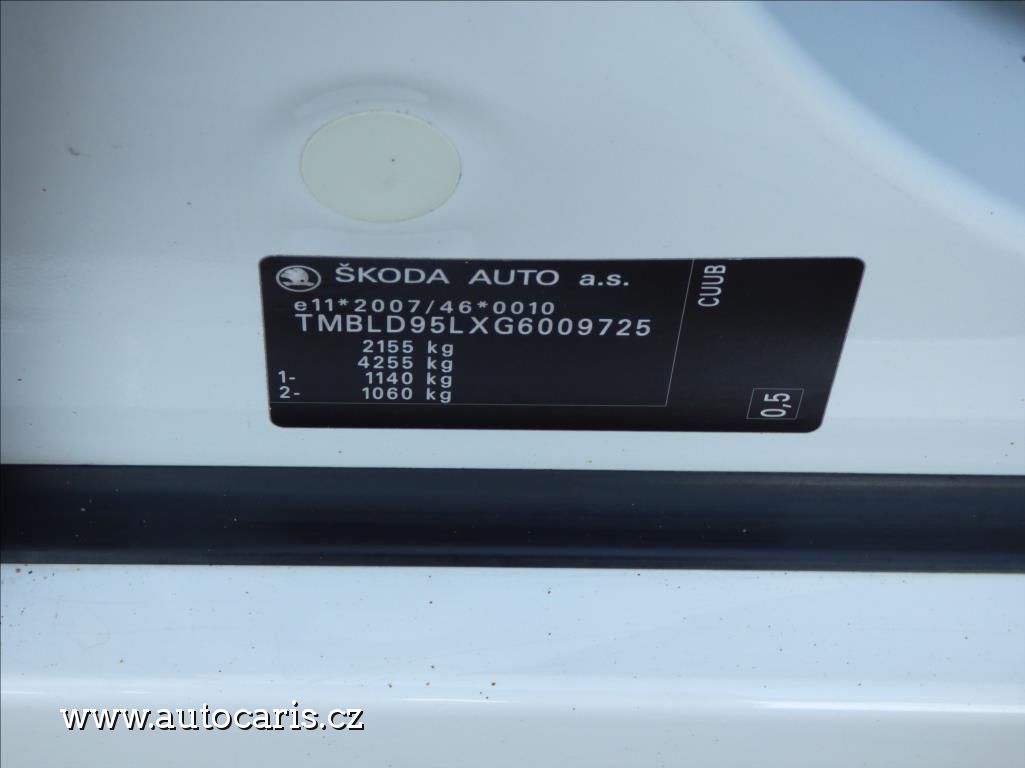 ŠKODA AUTO a.s.
e11*2007/46*0010
TMBLD95LXG6009725
2155 kg
4255 kg
1- 1140 kg
2- 1060 kg
CUUB
0,5
www.autocaris.cz